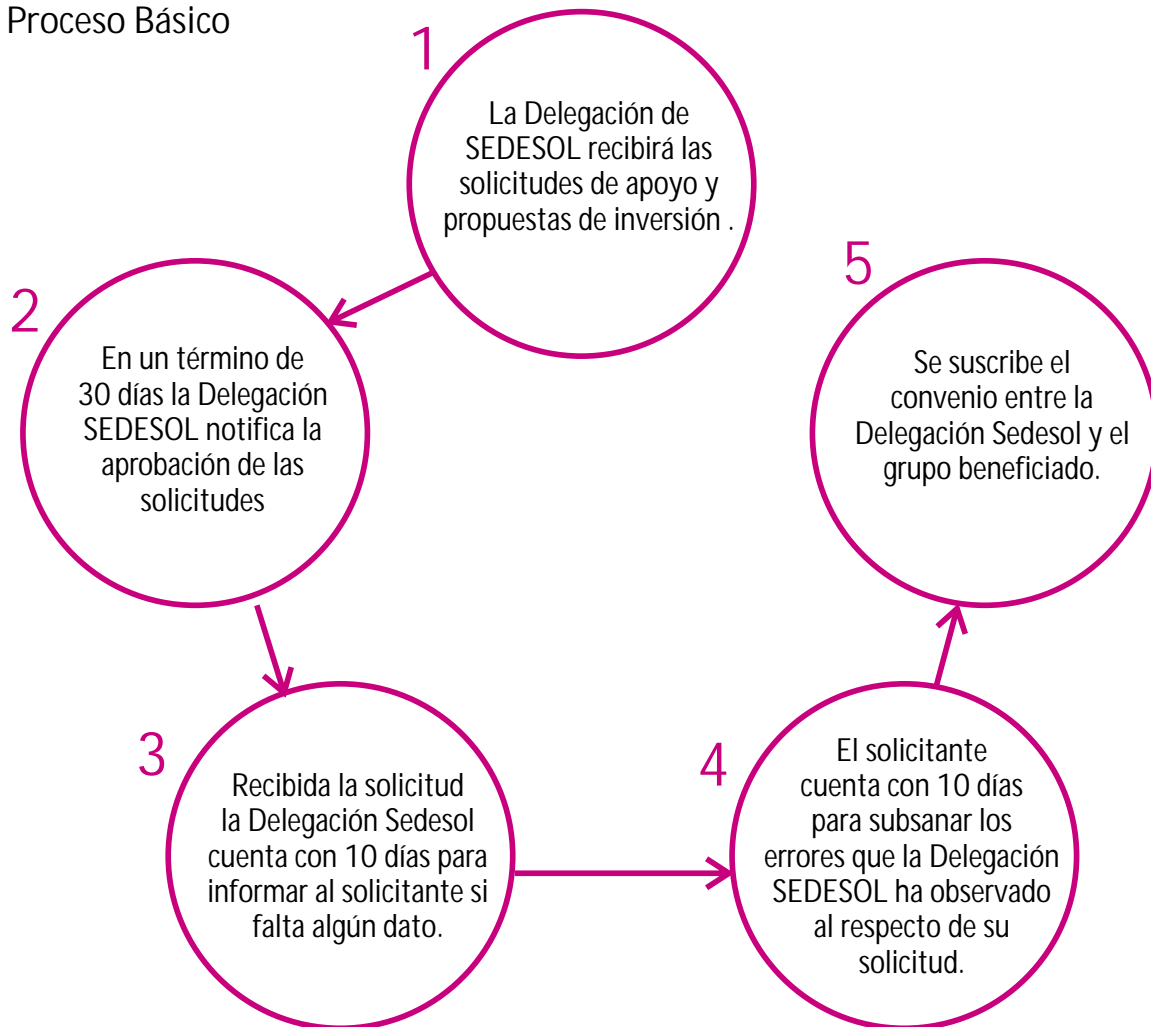 Proceso Básico
1
La Delegación de
SEDESOL recibirá las
solicitudes de apoyo y
propuestas de inversión .
2
En un término de
30 días la Delegación
SEDESOL notifica la
aprobación de las
solicitudes
3
Recibida la solicitud
la Delegación Sedesol
cuenta con 10 días para
informar al solicitante si
falta algún dato.
4
El solicitante
cuenta con 10 días
para subsanar los
errores que la Delegación
SEDESOL ha observado
al respecto de su
solicitud.
5
Se suscribe el
convenio entre la
Delegación Sedesol y el
grupo beneficiado.